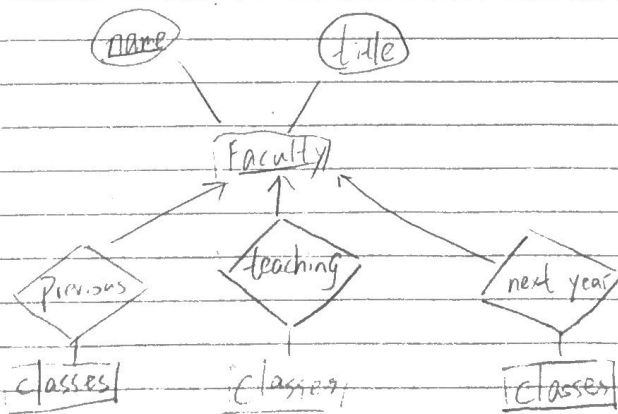 name title
Faculty
Previous teaching next year
classes classes classes